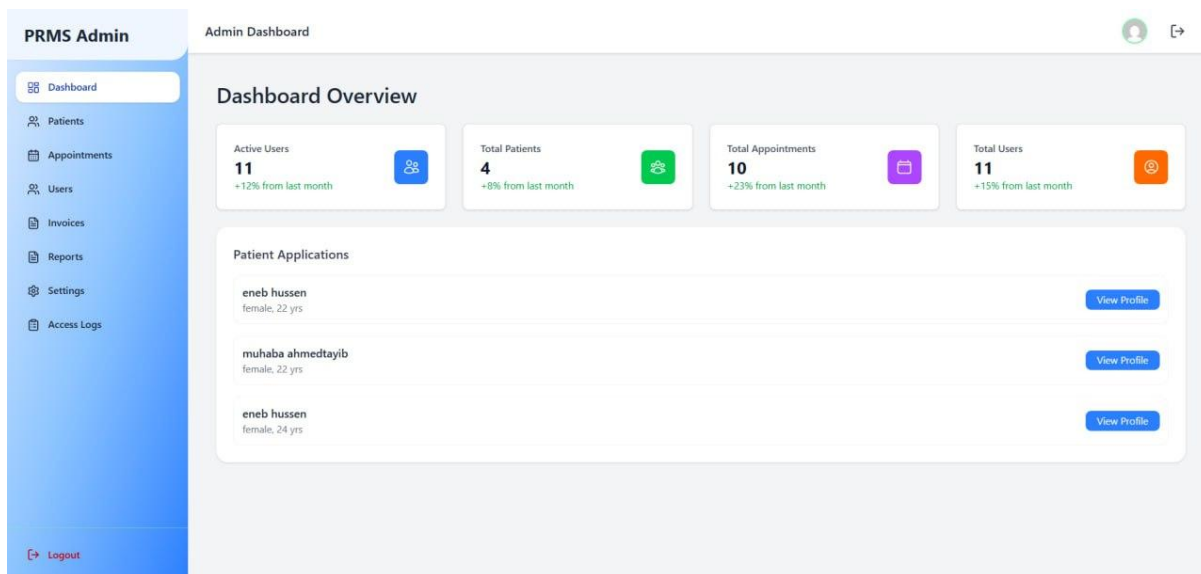 PRMS Admin
Dashboard
Patients
Appointments
Users
Invoices
Reports
Settings
Access Logs
Logout
Admin Dashboard
Dashboard Overview
Active Users
11
+12% from last month
Total Patients
4
+8% from last month
Total Appointments
10
+23% from last month
Total Users
11
+15% from last month
Patient Applications
eneb hussen
female, 22 yrs
View Profile
muhaba ahmedtayib
female, 22 yrs
View Profile
eneb hussen
female, 24 yrs
View Profile